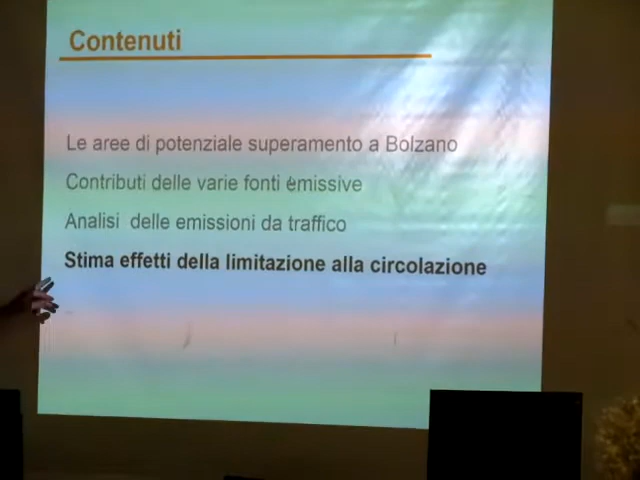 Contenuti
Le aree di potenziale superamento a Bolzano
Contributi delle varie fonti emissive
Analisi delle emissioni da traffico
Stima effetti della limitazione alla circolazione